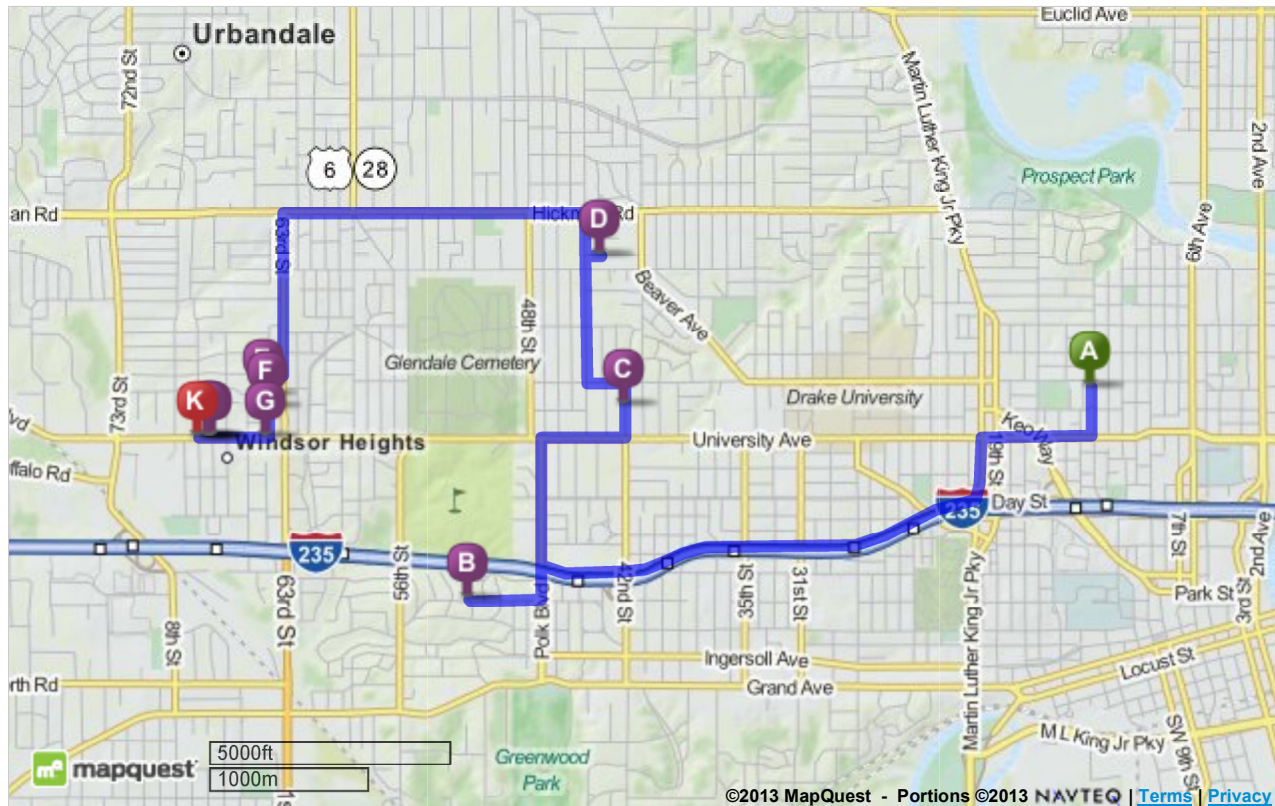 Euclid Ave
Urbandale
72nd St
Martin Luther King Jr Pky
2nd Ave
6
28
Prospect Park
an Rd
Hickm
Rd
D
6th Ave
63rd St
Beaver Ave
48th St
Glendale Cemetery
A
F
C
Drake University
K
G
73rd St
lvd
Windsor Heights
University Ave
Keo Way
19th St
ffalo Rd
Day St
235
7th St
2nd Ave
235
B
56th St
42nd St
35th St
31st St
63rd St
Polk Blvd
Park St
3rd St
8th St
Martin Luther King Jr Pky
Ingersoll Ave
Locust St
rth Rd
Grand Ave
M L King Jr Pky
SW 9th St
Greenwood
Park
5000ft
1000m
mq
mapquest
©2013 MapQuest - Portions ©2013 NAVTEQ | Terms | Privacy